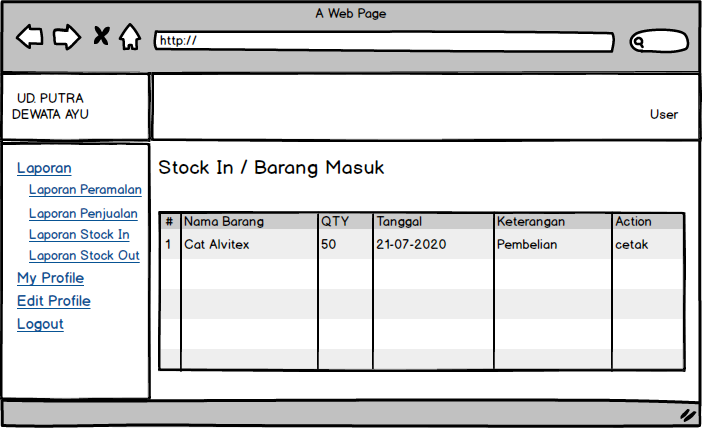 A Web Page
http://
UD. PUTRA
DEWATA AYU
User
Laporan
Laporan Peramalan
Laporan Penjualan
Laporan Stock In
Laporan Stock Out
My Profile
Edit Profile
Logout
Stock In / Barang Masuk
# Nama Barang QTY Tanggal Keterangan Action
1 Cat Alvitex 50 21-07-2020 Pembelian cetak